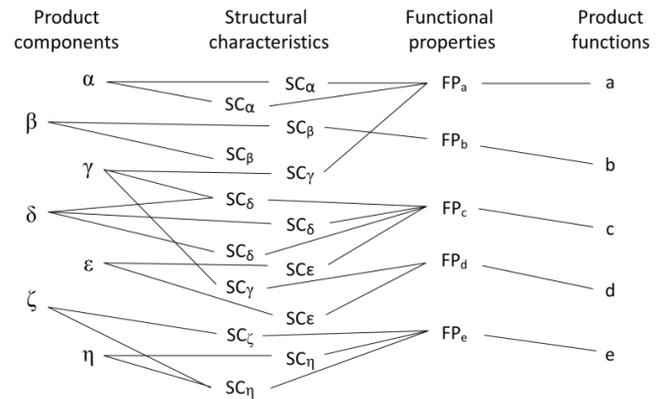 Product components
Structural characteristics
Functional properties
Product functions
α
SCα
SCα
FPa
a
β
SCβ
SCβ
FPb
b
γ
SCγ
SCδ
δ
SCδ
FPc
c
SCδ
ε
SCε
SCγ
FPd
d
ζ
SCε
SCζ
FPe
e
η
SCη
SCη